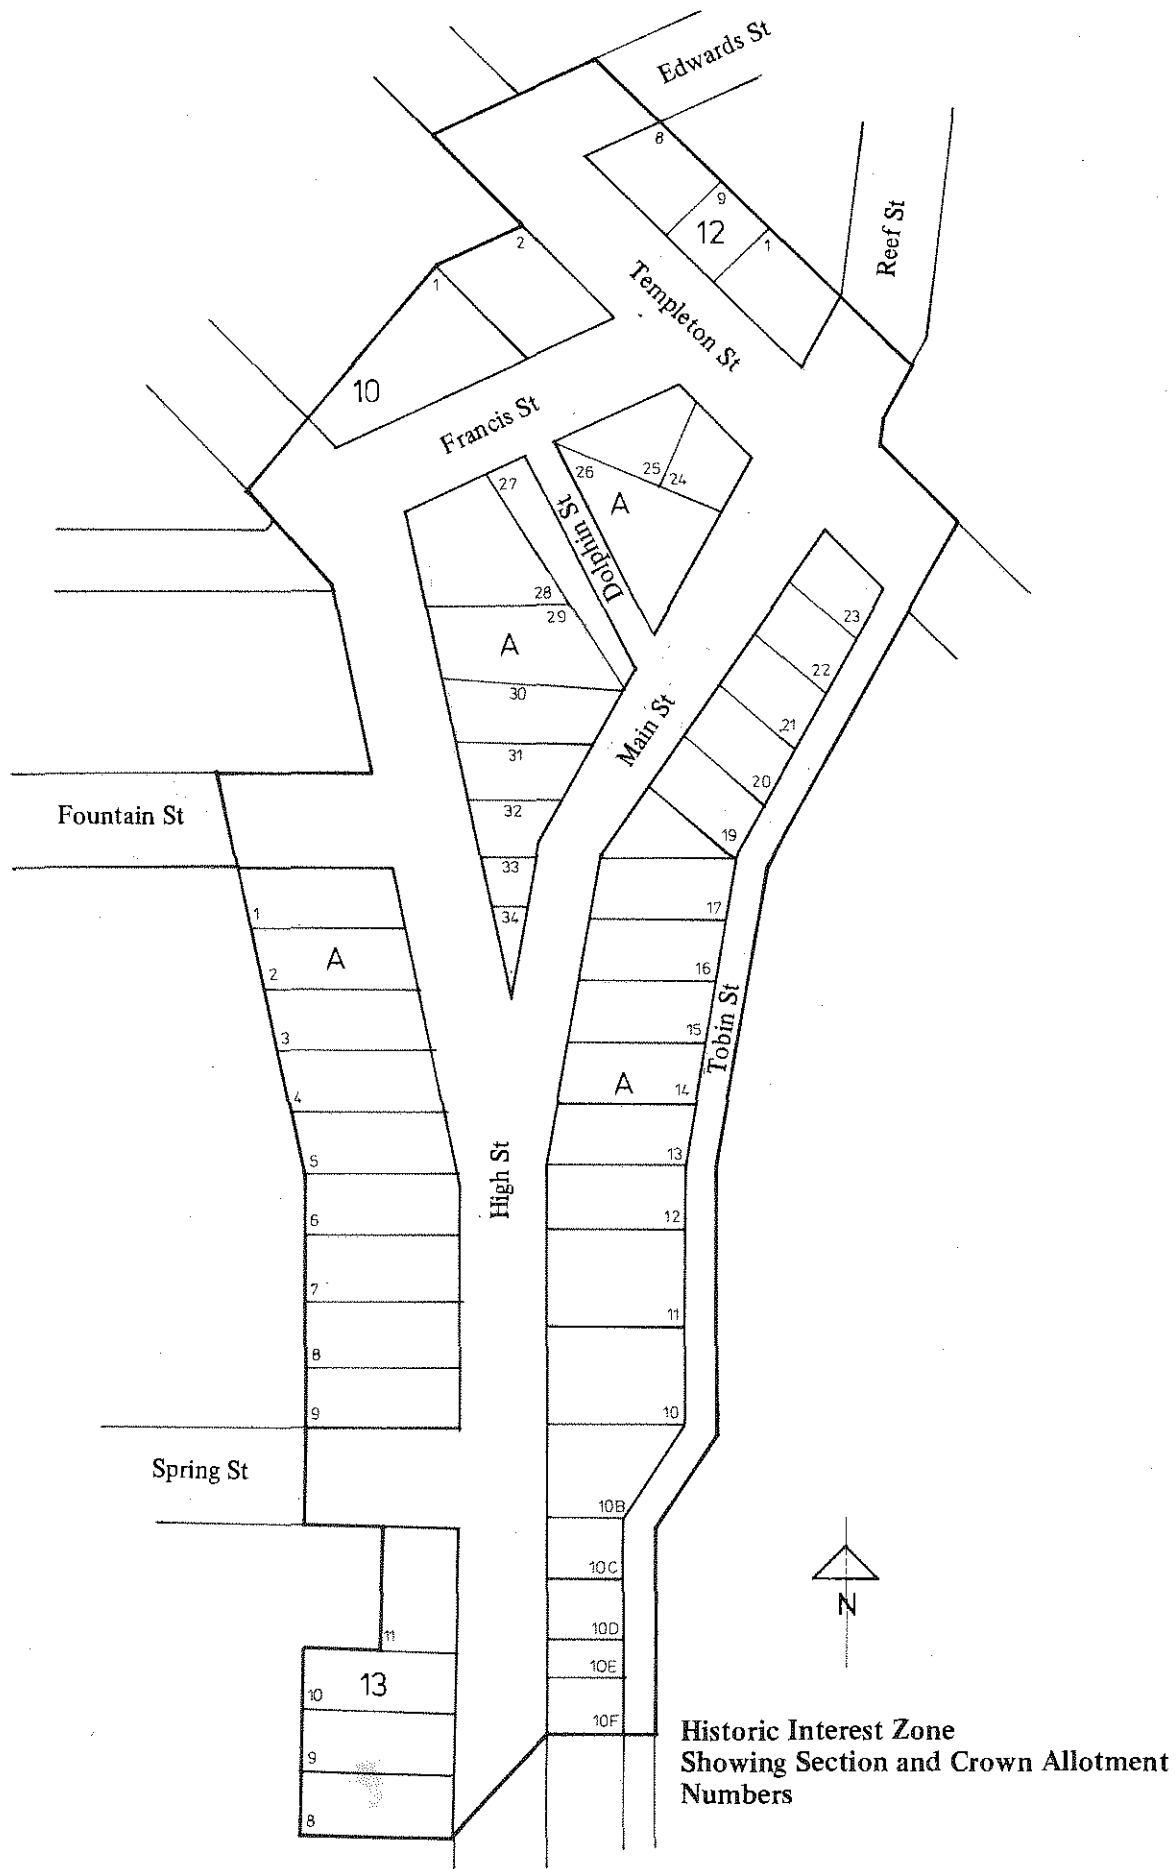 Edwards St
8
9
12
1
Reef St
2
1
Templeton St
10
Francis St
27
26
25
24
A
Dolphin St
28
29
23
A
22
30
Main St
21
31
20
Fountain St
32
19
33
34
1
17
A
2
16
3
15
Tobin St
A
14
4
13
5
High St
6
12
7
11
8
9
10
Spring St
10B
10C
10D
11
10E
13
10
10F
9
8
N
Historic Interest Zone
Showing Section and Crown Allotment
Numbers